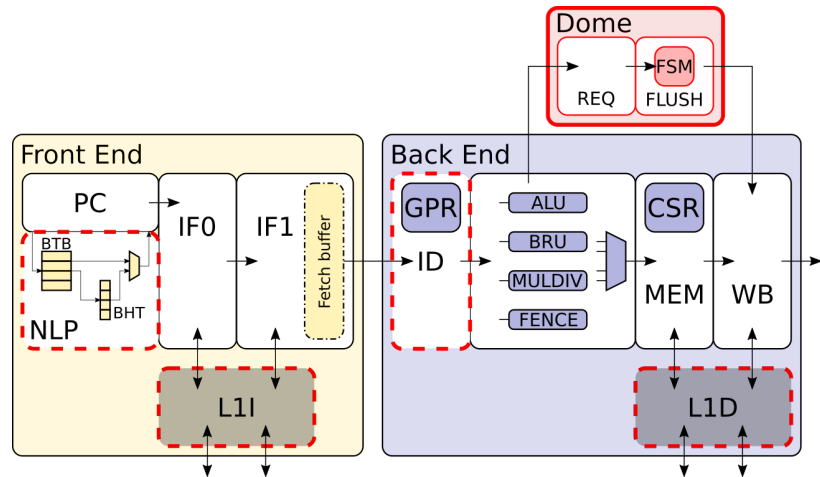 Dome
REQ
FSM
FLUSH
Front End
PC
IF0
IF1
Fetch buffer
BTB
BHT
NLP
L1I
Back End
GPR
ID
ALU
BRU
MULDIV
FENCE
CSR
MEM
WB
L1D